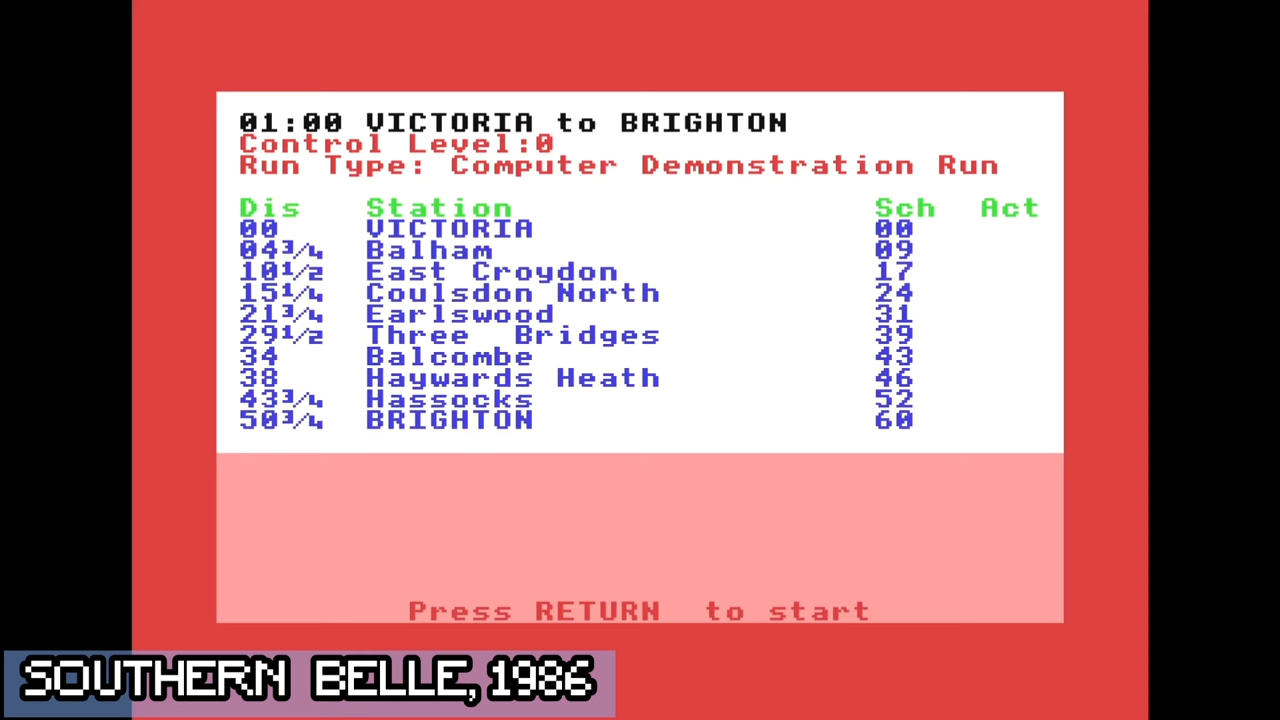 01:00 VICTORIA to BRIGHTON
Control Level:0
Run Type: Computer Demonstration Run
Dis Station Sch Act
00 VICTORIA 00
04¾ Balham 09
10½ East Croydon 17
15¼ Coulsdon North 24
21¾ Earlswood 31
29½ Three Bridges 39
34 Balcombe 43
38 Haywards Heath 46
43¾ Hassocks 52
50¾ BRIGHTON 60
Press RETURN to start
SOUTHERN BELLE, 1986